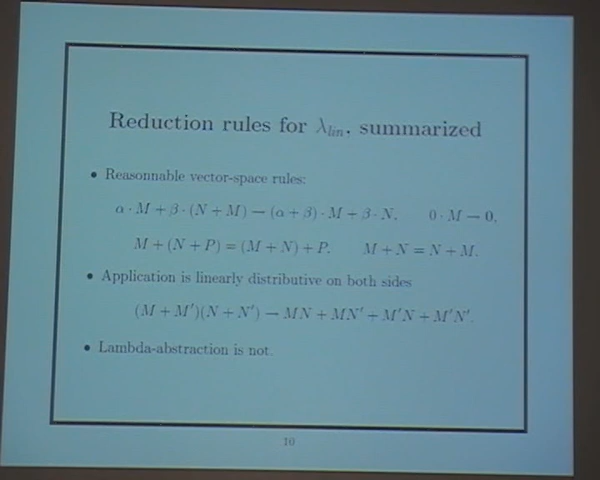 Reduction rules for λlin, summarized
• Reasonnable vector-space rules:
α · M + β · (N + M) → (α + β) · M + β · N,  0 · M → 0,
M + (N + P) = (M + N) + P,  M + N = N + M.
• Application is linearly distributive on both sides
(M + M′)(N + N′) → MN + MN′ + M′N + M′N′.
• Lambda-abstraction is not.
10